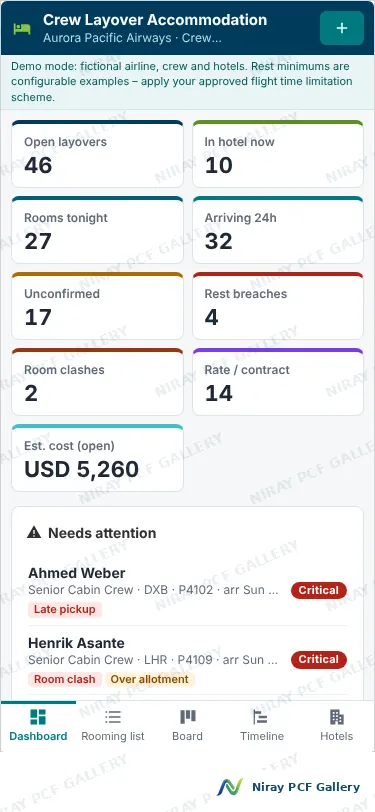 Crew Layover Accommodation
Aurora Pacific Airways · Crew...
+
Demo mode: fictional airline, crew and hotels. Rest minimums are
configurable examples – apply your approved flight time limitation
scheme.
Open layovers
46
In hotel now
10
Rooms tonight
27
Arriving 24h
32
Unconfirmed
17
Rest breaches
4
Room clashes
2
Rate / contract
14
Est. cost (open)
USD 5,260
Needs attention
Ahmed Weber
Senior Cabin Crew · DXB · P4102 · arr Sun ...
Critical
Late pickup
Henrik Asante
Senior Cabin Crew · LHR · P4109 · arr Sun ...
Critical
Room clash Over allotment
Dashboard Rooming list Board Timeline Hotels
Niray PCF Gallery
NIRAY PCF GALLERY